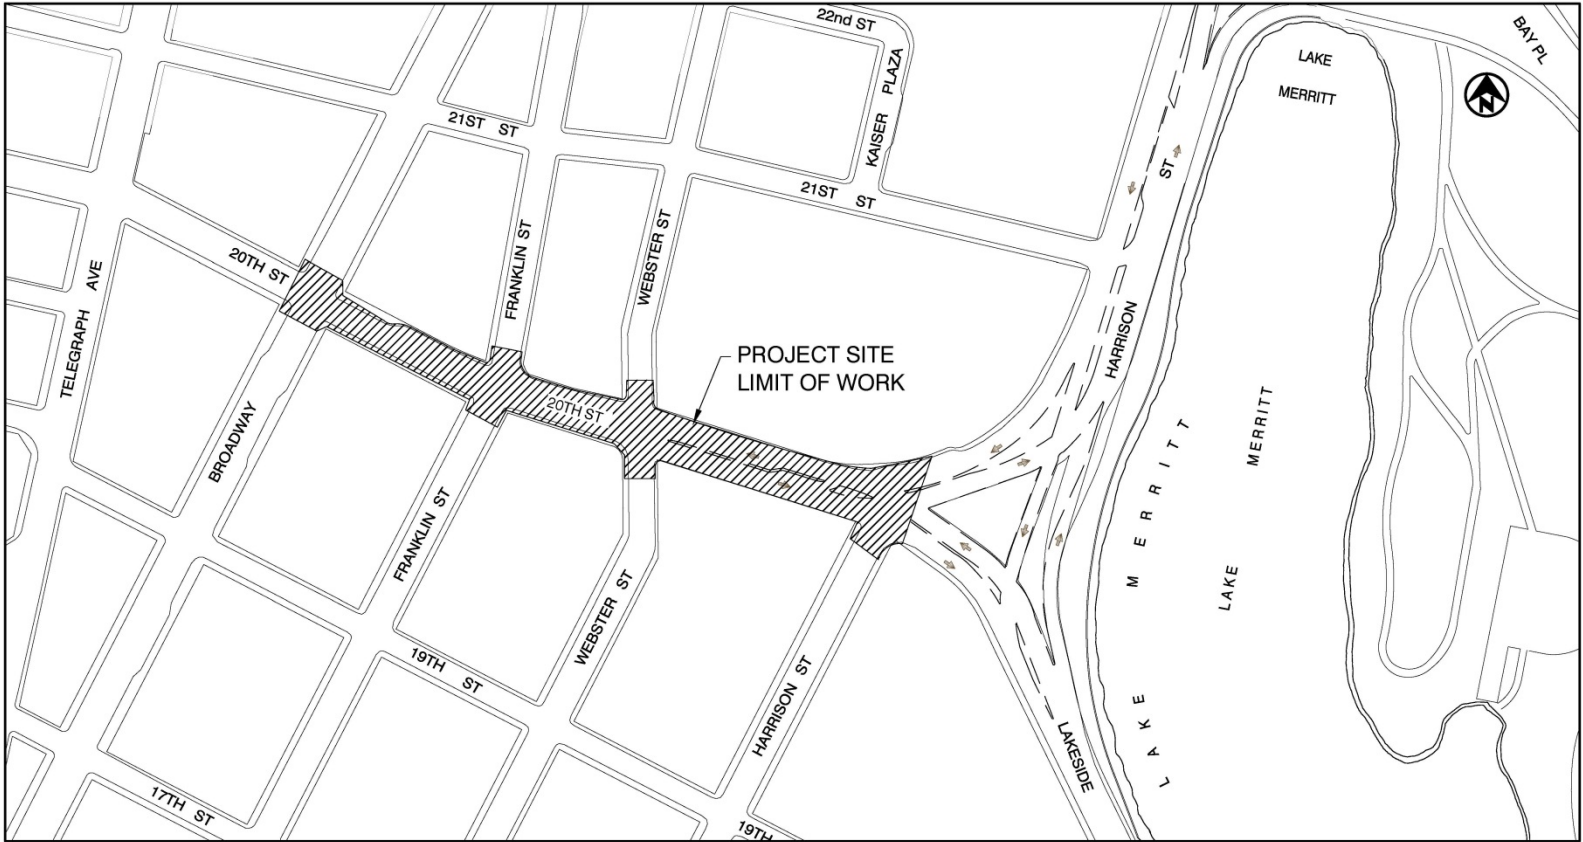 22nd ST
KAISER PLAZA
BAY PL
LAKE
MERRITT
N
21ST ST
21ST ST
ST
HARRISON
20TH ST
TELEGRAPH AVE
FRANKLIN ST
WEBSTER ST
PROJECT SITE
LIMIT OF WORK
20TH ST
BROADWAY
FRANKLIN ST
WEBSTER ST
HARRISON ST
LAKE MERRITT
LAKE MERRITT
19TH ST
LAKESIDE
17TH ST
19TH